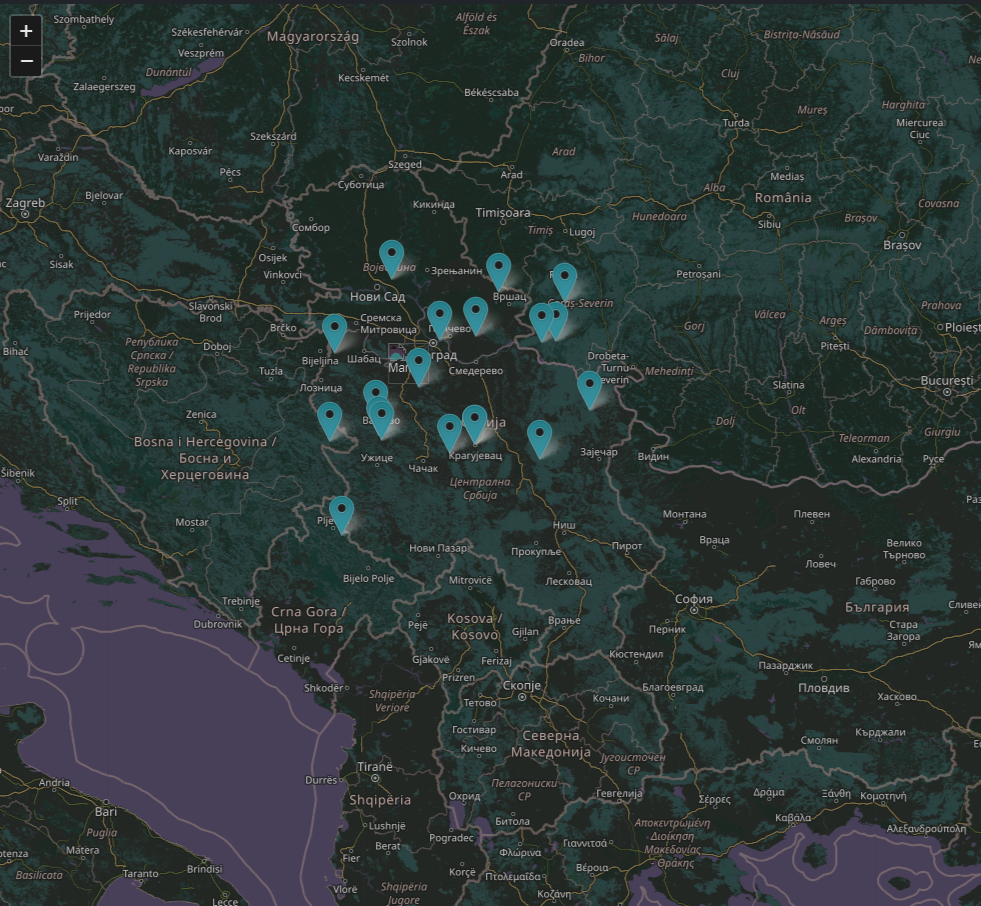 +
−
Szombathely
Alföld és
Észak
Székesfehérvár
Magyarország
Szolnok
Oradea
Sălaj
Bistrița-Năsăud
Veszprém
Bihor
Dunántúl
Kecskemét
Cluj
Zalaegerszeg
Békéscsaba
Mureș
Harghita
Turda
Miercurea
Ciuc
Szekszárd
Kaposvár
Arad
Varaždin
Pécs
Szeged
Arad
Mediaș
Суботица
Alba
România
Bjelovar
Zagreb
Кикинда
Timișoara
Hunedoara
Covasna
Сомбор
Timiș
Lugoj
Sibiu
Brașov
Brașov
Osijek
Sisak
Vinkovci
Зрењанин
Petroșani
Нови Сад
Вршац
Caraș-Severin
Slavonski
Brod
Prijedor
Сремска
Митровица
Vâlcea
Argeș
Prahova
Brčko
Gorj
Dâmbovița
Ploiești
Република
Српска /
Republika
Srpska
Doboj
Bihać
Pitești
Bijeljina
Шабац
Tuzla
Смедерево
Drobeta-
Turnu
Mehedinți
Лозница
Slatina
București
Olt
Zenica
Dolj
Teleorman
Giurgiu
Bosna i Hercegovina /
Босна и
Херцеговина
Ужице
Чачак
Крагујевац
Зајечар
Видин
Alexandria
Русе
Šibenik
Split
Централна
Србија
Mostar
Ниш
Монтана
Плевен
Нови Пазар
Прокупље
Пирот
Враца
Ловеч
Велико
Търново
Bijelo Polje
Mitrovicë
Лесковац
Габрово
Trebinje
Dubrovnik
Crna Gora /
Црна Гора
София
България
Сливен
Kosova /
Kosovo
Врање
Pejë
Gjilan
Перник
Стара
Загора
Cetinje
Gjakovë
Ferizaj
Кюстендил
Пазарджик
Prizren
Shkodër
Скопје
Благоевград
Пловдив
Хасково
Shqipëria
Veriore
Тетово
Кочани
Гостивар
Северна
Македонија
Кърджали
Смолян
Кичево
Југоисточен
СР
Tiranë
Durrës
Пелагониски
СР
Andria
Shqipëria
Охрид
Гевгелија
Σέρρες
Δράμα
Ξάνθη
Κομοτηνή
Bari
Битола
Καβάλα
Αλεξανδρούπολη
Puglia
Lushnjë
Pogradec
Αποκεντρωμένη
Διοίκηση
Μακεδονίας
- Θράκης
Matera
Berat
Φλώρινα
Γιαννιτσά
Fier
Brindisi
Korçë
Πτολεμαΐδα
Βέροια
Basilicata
Taranto
Vlorë
Shqipëria
Jugore
Κοζάνη
Lecce